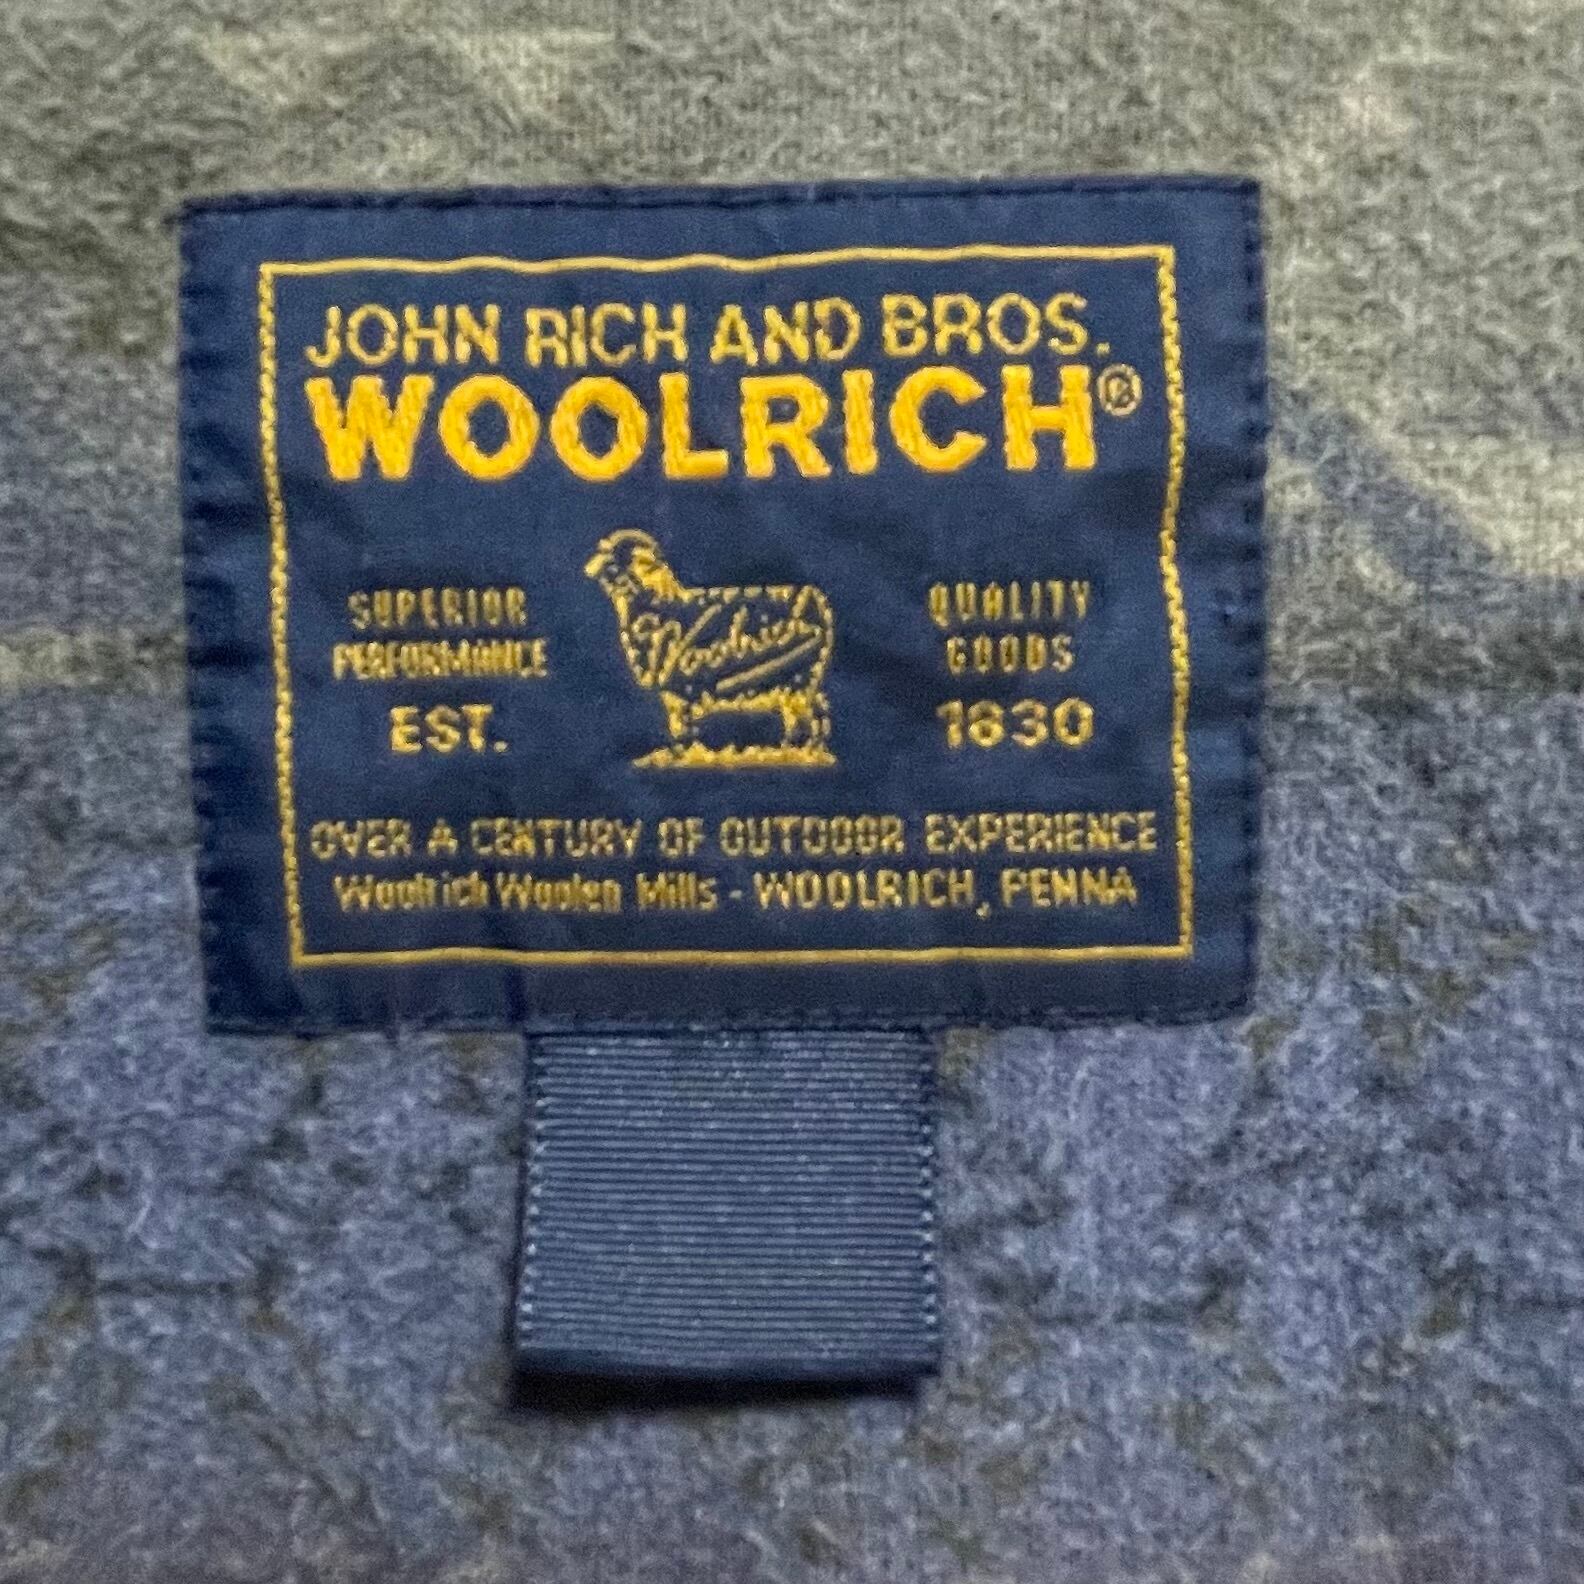 JOHN RICH AND BROS.
WOOLRICH®
SUPERIOR
PERFORMANCE
EST.
Woolrich
QUALITY
GOODS
1830
OVER A CENTURY OF OUTDOOR EXPERIENCE
Woolrich Woolen Mills - WOOLRICH, PENNA